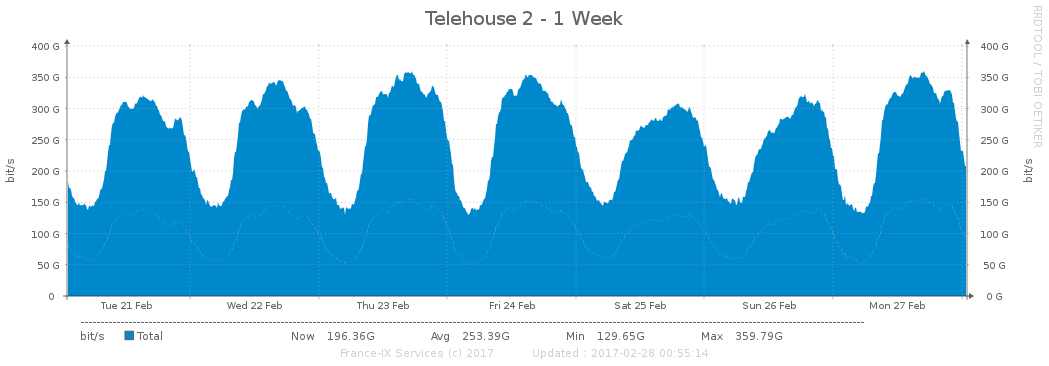 Telehouse 2 - 1 Week
RRDTOOL / TOBI OETIKER
400 G 400 G
350 G 350 G
300 G 300 G
250 G 250 G
200 G 200 G
150 G 150 G
100 G 100 G
50 G 50 G
0 0 G
bit/s bit/s
Tue 21 Feb Wed 22 Feb Thu 23 Feb Fri 24 Feb Sat 25 Feb Sun 26 Feb Mon 27 Feb
bit/s Total Now 196.36G Avg 253.39G Min 129.65G Max 359.79G
France-IX Services (c) 2017 Updated : 2017-02-28 00:55:14